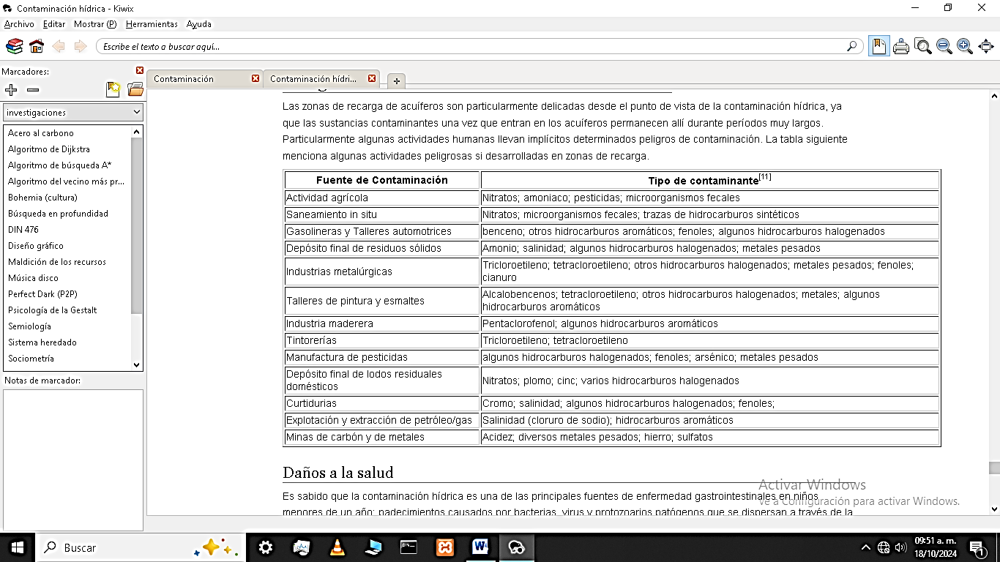 Contaminación hídrica - Kiwix
Archivo Editar Mostrar (P) Herramientas Ayuda
Escribe el texto a buscar aquí...
Marcadores:
Contaminación
Contaminación hídri...
investigaciones
Acero al carbono
Algoritmo de Dijkstra
Algoritmo de búsqueda A*
Algoritmo del vecino más pr...
Bohemia (cultura)
Búsqueda en profundidad
DIN 476
Diseño gráfico
Maldición de los recursos
Música disco
Perfect Dark (P2P)
Psicología de la Gestalt
Semiología
Sistema heredado
Sociometría
Notas de marcador:
Las zonas de recarga de acuíferos son particularmente delicadas desde el punto de vista de la contaminación hídrica, ya
que las sustancias contaminantes una vez que entran en los acuíferos permanecen allí durante períodos muy largos.
Particularmente algunas actividades humanas llevan implícitos determinados peligros de contaminación. La tabla siguiente
menciona algunas actividades peligrosas si desarrolladas en zonas de recarga.
Fuente de Contaminación Tipo de contaminante[11]
Actividad agrícola Nitratos; amoniaco; pesticidas; microorganismos fecales
Saneamiento in situ Nitratos; microorganismos fecales; trazas de hidrocarburos sintéticos
Gasolineras y Talleres automotrices benceno; otros hidrocarburos aromáticos; fenoles; algunos hidrocarburos halogenados
Depósito final de residuos sólidos Amonio; salinidad; algunos hidrocarburos halogenados; metales pesados
Industrias metalúrgicas Tricloroetileno; tetracloroetileno; otros hidrocarburos halogenados; metales pesados; fenoles;
cianuro
Talleres de pintura y esmaltes Alcalobencenos; tetracloroetileno; otros hidrocarburos halogenados; metales; algunos
hidrocarburos aromáticos
Industria maderera Pentaclorofenol; algunos hidrocarburos aromáticos
Tintorerías Tricloroetileno; tetracloroetileno
Manufactura de pesticidas algunos hidrocarburos halogenados; fenoles; arsénico; metales pesados
Depósito final de lodos residuales
domésticos Nitratos; plomo; cinc; varios hidrocarburos halogenados
Curtidurias Cromo; salinidad; algunos hidrocarburos halogenados; fenoles;
Explotación y extracción de petróleo/gas Salinidad (cloruro de sodio); hidrocarburos aromáticos
Minas de carbón y de metales Acidez; diversos metales pesados; hierro; sulfatos
Daños a la salud
Es sabido que la contaminación hídrica es una de las principales fuentes de enfermedad gastrointestinales en niños
menores de un año; padecimientos causados por bacterias, virus y protozoarios patógenos que se dispersan a través de la
Activar Windows
Ve a Configuración para activar Windows.
Buscar
09:51 a. m.
18/10/2024
1